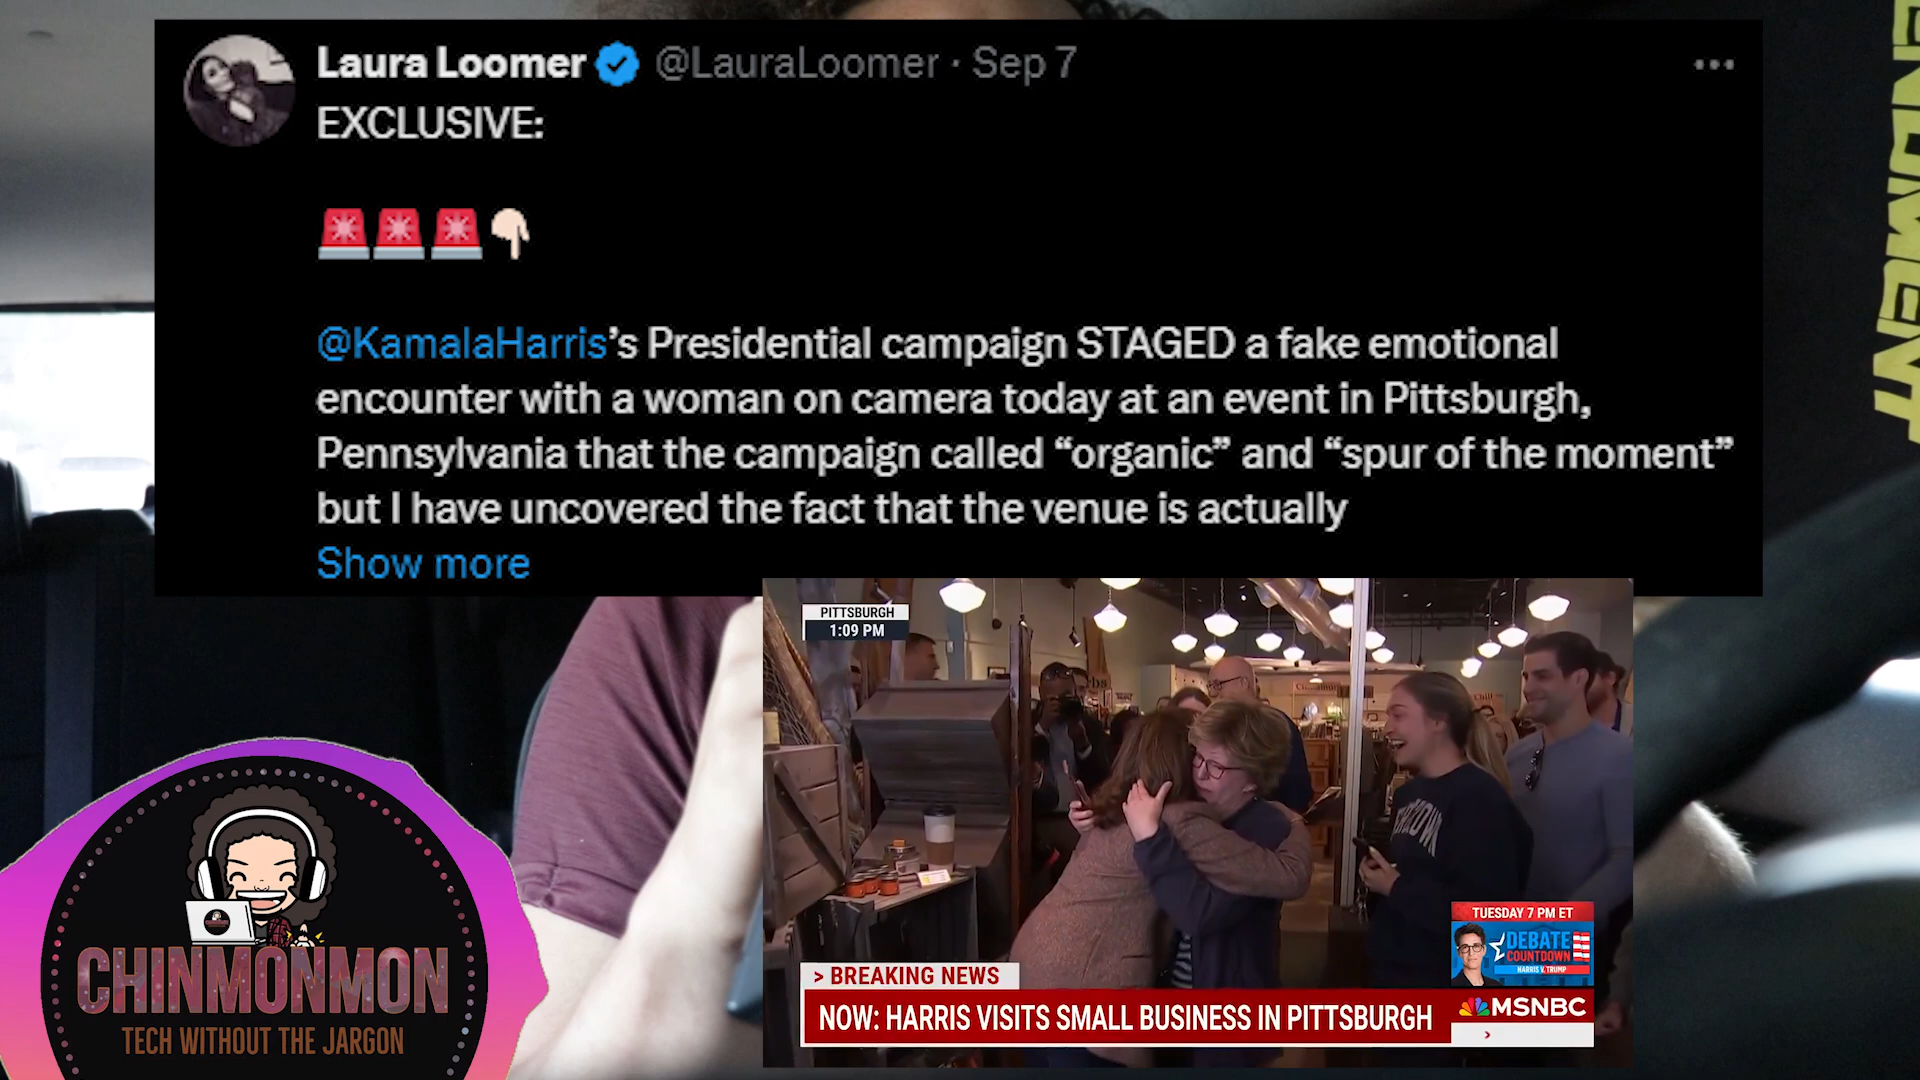 Laura Loomer @LauraLoomer · Sep 7
EXCLUSIVE:
🚨🚨🚨👇🏻
@KamalaHarris’s Presidential campaign STAGED a fake emotional
encounter with a woman on camera today at an event in Pittsburgh,
Pennsylvania that the campaign called “organic” and “spur of the moment”
but I have uncovered the fact that the venue is actually
Show more
PITTSBURGH
1:09 PM
TUESDAY 7 PM ET
DEBATE
COUNTDOWN
HARRIS V. TRUMP
> BREAKING NEWS
NOW: HARRIS VISITS SMALL BUSINESS IN PITTSBURGH
MSNBC
CHINMONMON
TECH WITHOUT THE JARGON